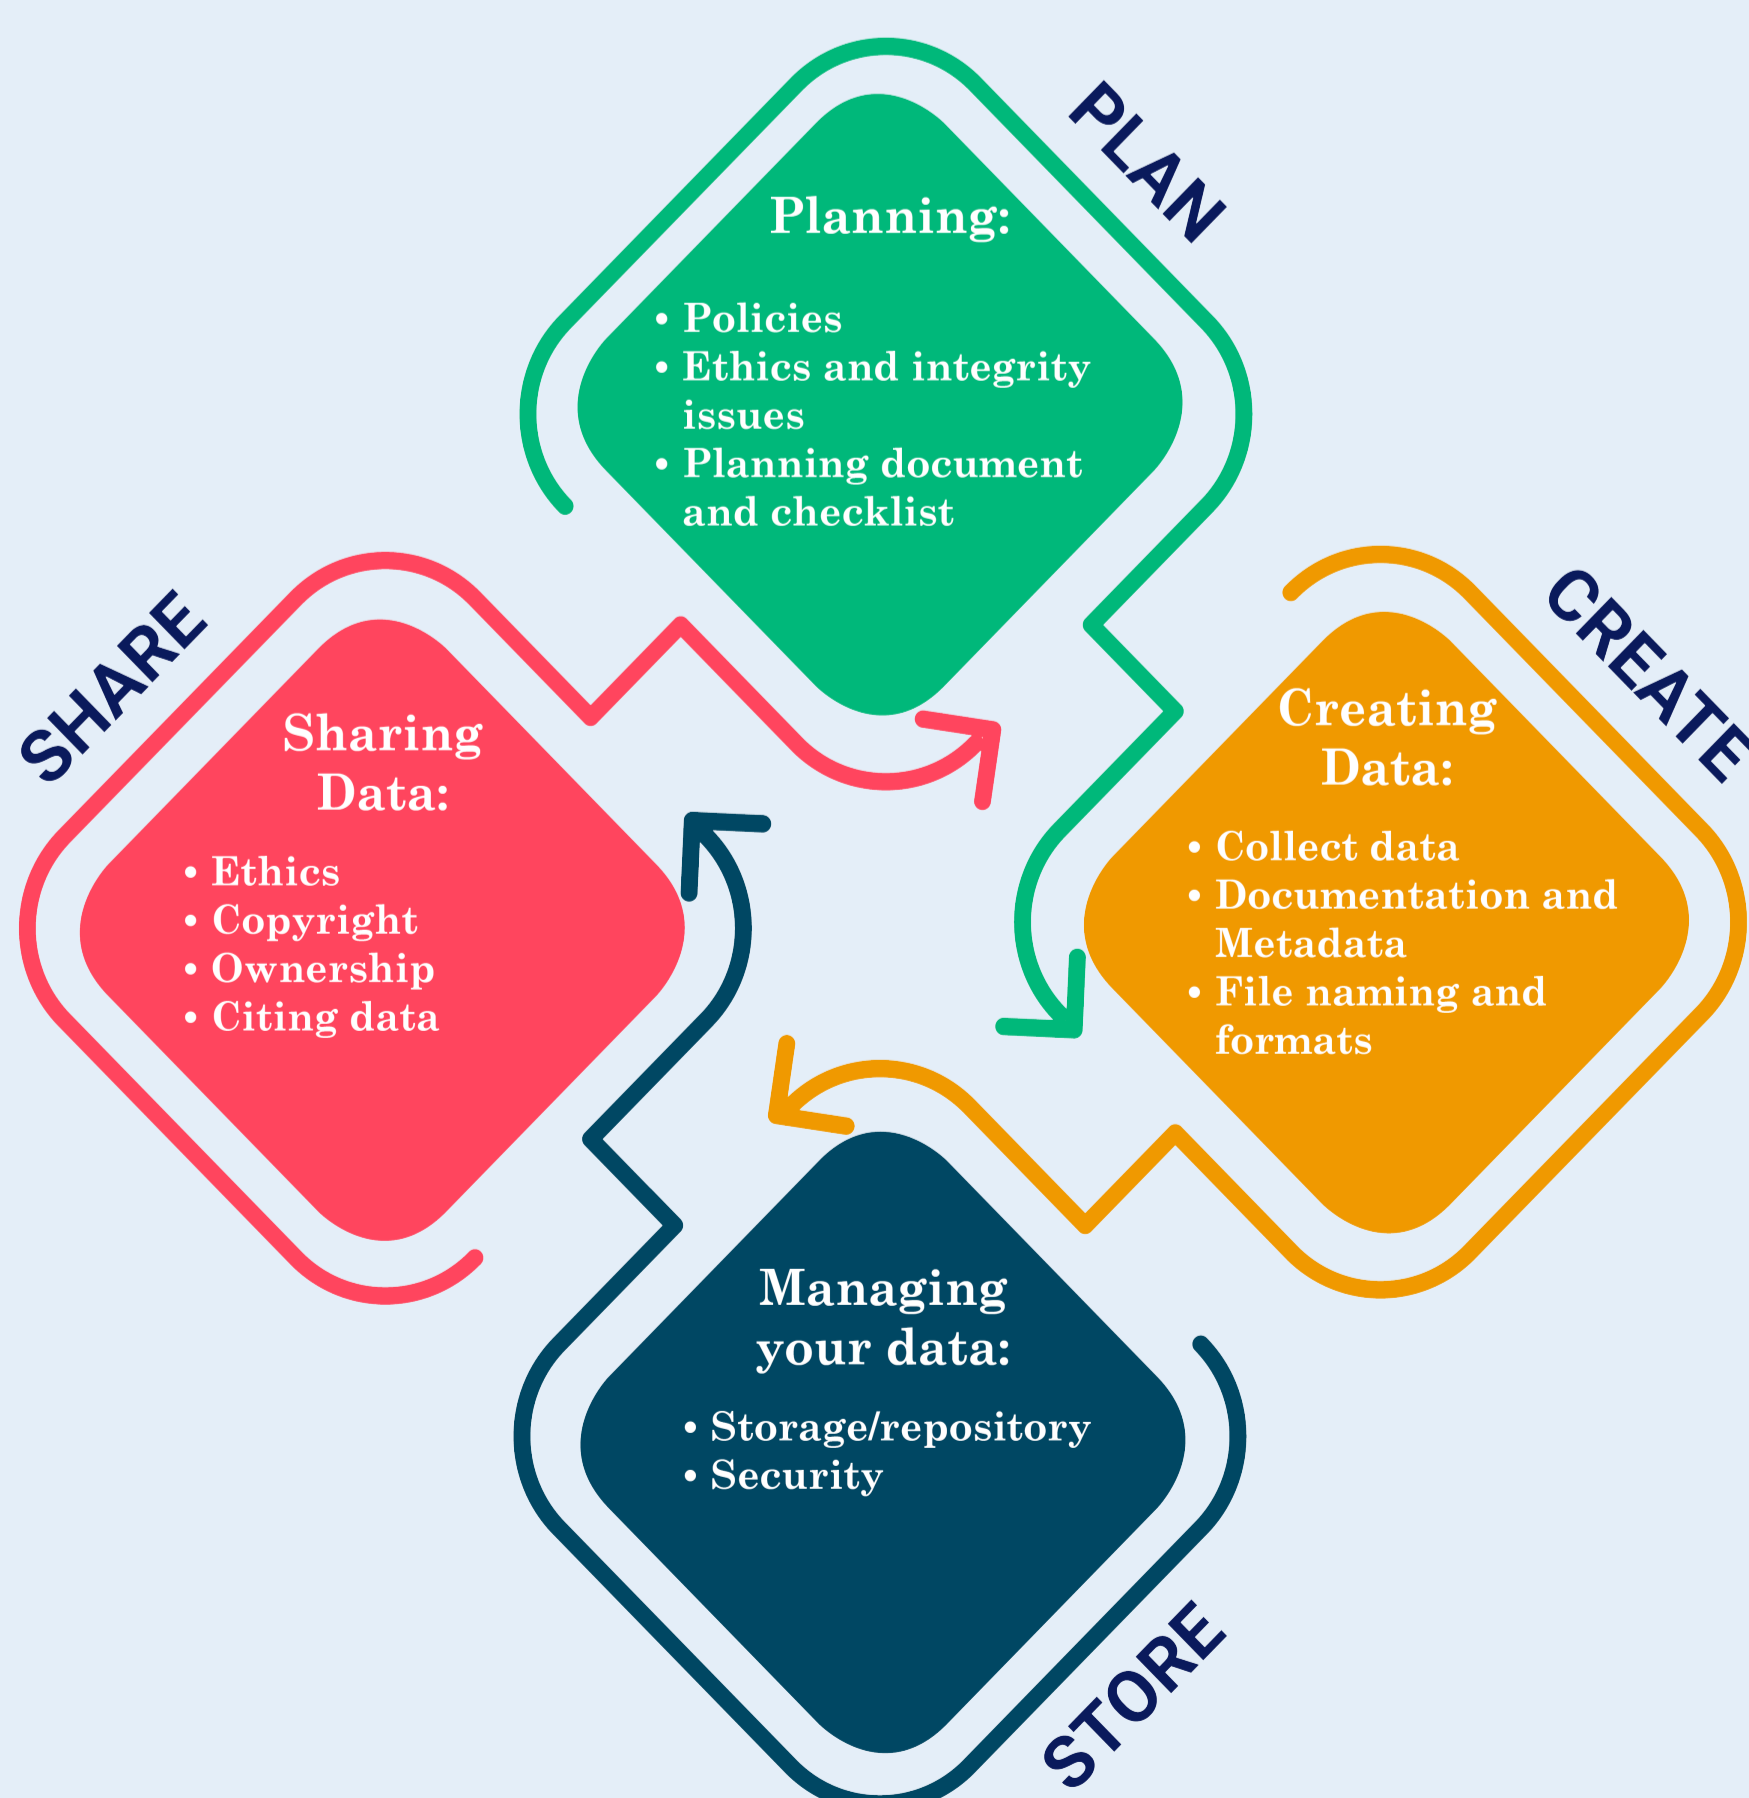 PLAN
Planning:
• Policies
• Ethics and integrity
issues
• Planning document
and checklist
CREATE
Creating
Data:
• Collect data
• Documentation and
Metadata
• File naming and
formats
SHARE
Sharing
Data:
• Ethics
• Copyright
• Ownership
• Citing data
Managing
your data:
• Storage/repository
• Security
STORE